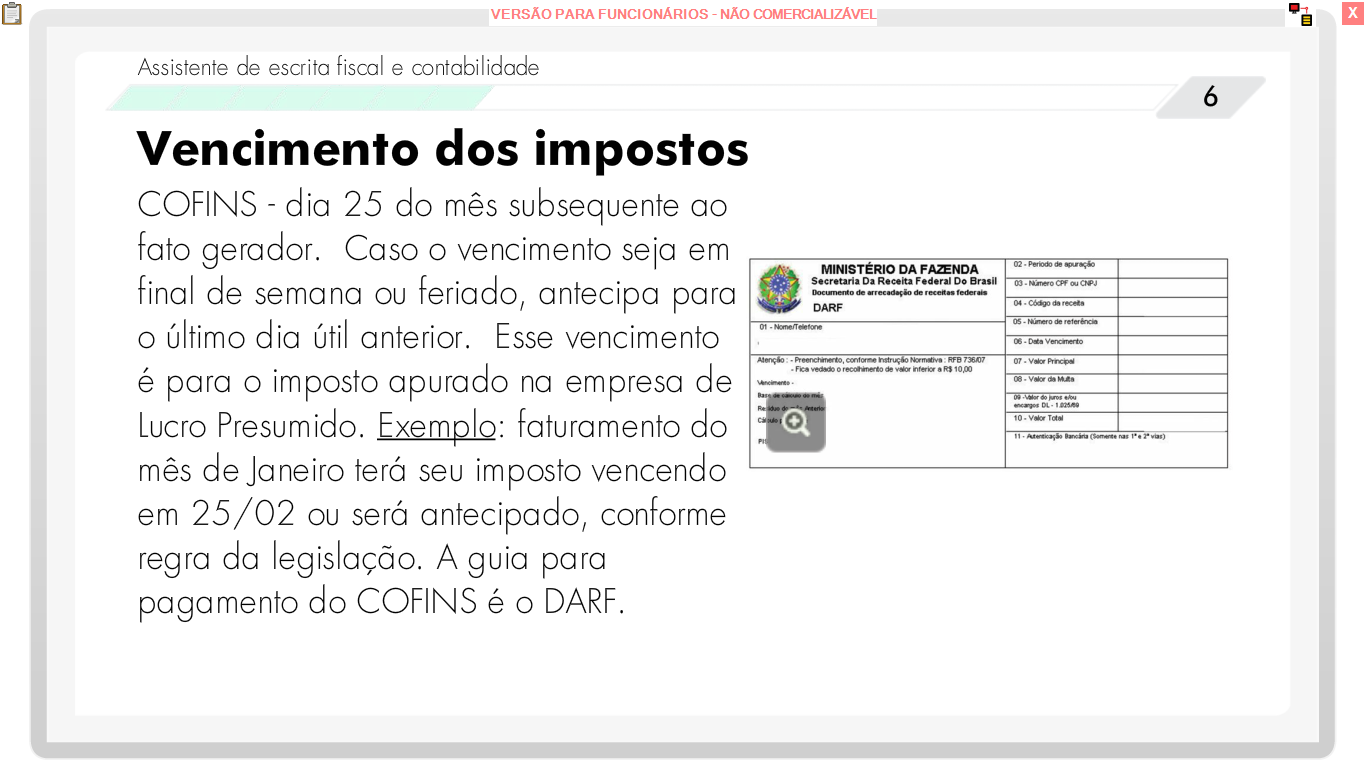 VERSÃO PARA FUNCIONÁRIOS - NÃO COMERCIALIZÁVEL
X
Assistente de escrita fiscal e contabilidade
6
Vencimento dos impostos
COFINS - dia 25 do mês subsequente ao
fato gerador.  Caso o vencimento seja em
final de semana ou feriado, antecipa para
o último dia útil anterior.  Esse vencimento
é para o imposto apurado na empresa de
Lucro Presumido. Exemplo: faturamento do
mês de Janeiro terá seu imposto vencendo
em 25/02 ou será antecipado, conforme
regra da legislação. A guia para
pagamento do COFINS é o DARF.
MINISTÉRIO DA FAZENDA
Secretaria Da Receita Federal Do Brasil
Documento de arrecadação de receitas federais
DARF
01 - Nome/Telefone
Atenção : - Preenchimento, conforme Instrução Normativa : RFB 736/07
- Fica vedado o recolhimento de valor inferior a R$ 10,00
Vencimento -
Base de cálculo do mês
02 - Período de apuração
03 - Número CPF ou CNPJ
04 - Código da receita
05 - Número de referência
06 - Data Vencimento
07 - Valor Principal
08 - Valor da Multa
09 -Valor do juros e/ou
encargos DL - 1.025/69
10 - Valor Total
11 - Autenticação Bancária (Somente nas 1ª e 2ª vias)